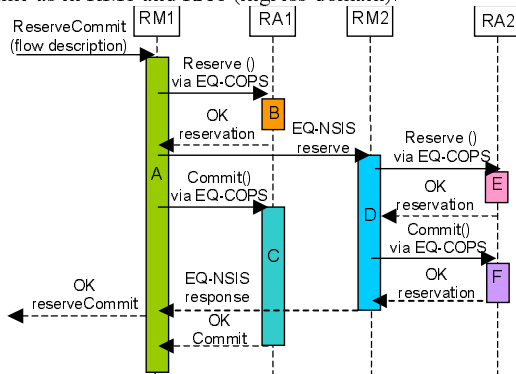 RM1 RA1 RM2 RA2
ReserveCommit
(flow description)
Reserve ()
via EQ-COPS
B
OK
reservation
EQ-NSIS
reserve
Reserve ()
via EQ-COPS
A
Commit()
via EQ-COPS
E
OK
reservation
D
Commit()
via EQ-COPS
C
F
EQ-NSIS
response
OK
reservation
OK
reserveCommit
OK
Commit